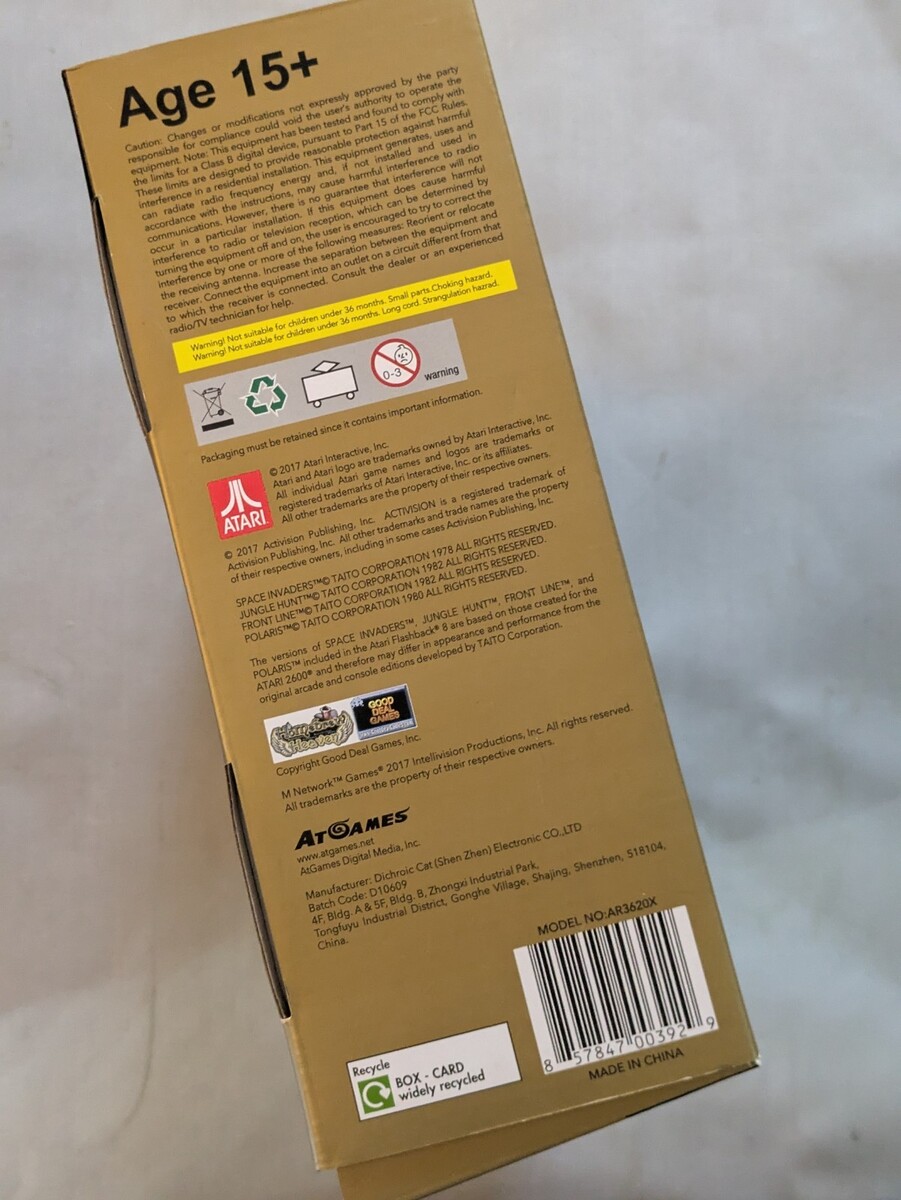 Age 15+
Caution: Changes or modifications not expressly approved by the party
responsible for compliance could void the user's authority to operate the
equipment. Note: This equipment has been tested and found to comply with
the limits for a Class B digital device, pursuant to Part 15 of the FCC Rules.
These limits are designed to provide reasonable protection against harmful
interference in a residential installation. This equipment generates, uses and
can radiate radio frequency energy and, if not installed and used in
accordance with the instructions, may cause harmful interference to radio
communications. However, there is no guarantee that interference will not
occur in a particular installation. If this equipment does cause harmful
interference to radio or television reception, which can be determined by
turning the equipment off and on, the user is encouraged to try to correct the
interference by one or more of the following measures: Reorient or relocate
the receiving antenna. Increase the separation between the equipment and
receiver. Connect the equipment into an outlet on a circuit different from that
to which the receiver is connected. Consult the dealer or an experienced
radio/TV technician for help.
Warning! Not suitable for children under 36 months. Small parts.Choking hazard.
Warning! Not suitable for children under 36 months. Long cord. Strangulation hazrad.
0-3
warning
Packaging must be retained since it contains important information.
ATARI
© 2017 Atari Interactive, Inc.
Atari and Atari logo are trademarks owned by Atari Interactive, Inc.
All individual Atari game names and logos are trademarks or
registered trademarks of Atari Interactive, Inc. or its affiliates.
All other trademarks are the property of their respective owners.
© 2017 Activision Publishing, Inc. ACTIVISION is a registered trademark of
Activision Publishing, Inc. All other trademarks and trade names are the property
of their respective owners, including in some cases Activision Publishing, Inc.
SPACE INVADERS™© TAITO CORPORATION 1978 ALL RIGHTS RESERVED.
JUNGLE HUNT™© TAITO CORPORATION 1982 ALL RIGHTS RESERVED.
FRONT LINE™© TAITO CORPORATION 1982 ALL RIGHTS RESERVED.
POLARIS™© TAITO CORPORATION 1980 ALL RIGHTS RESERVED.
The versions of SPACE INVADERS™, JUNGLE HUNT™, FRONT LINE™, and
POLARIS™ included in the Atari Flashback® 8 are based on those created for the
ATARI 2600® and therefore may differ in appearance and performance from the
original arcade and console editions developed by TAITO Corporation.
Homebrew
Heaven
GOOD
DEAL
GAMES
Copyright Good Deal Games, Inc.
M Network™ Games® 2017 Intellivision Productions, Inc. All rights reserved.
All trademarks are the property of their respective owners.
ATGAMES
www.atgames.net
AtGames Digital Media, Inc.
Manufacturer: Dichroic Cat (Shen Zhen) Electronic CO.,LTD
Batch Code: D10609
4F, Bldg. A & 5F, Bldg. B, Zhongxi Industrial Park,
Tongfuyu Industrial District, Gonghe Village, Shajing, Shenzhen, 518104,
China.
MODEL NO:AR3620X
8 57847 00392 9
MADE IN CHINA
Recycle
BOX - CARD
widely recycled